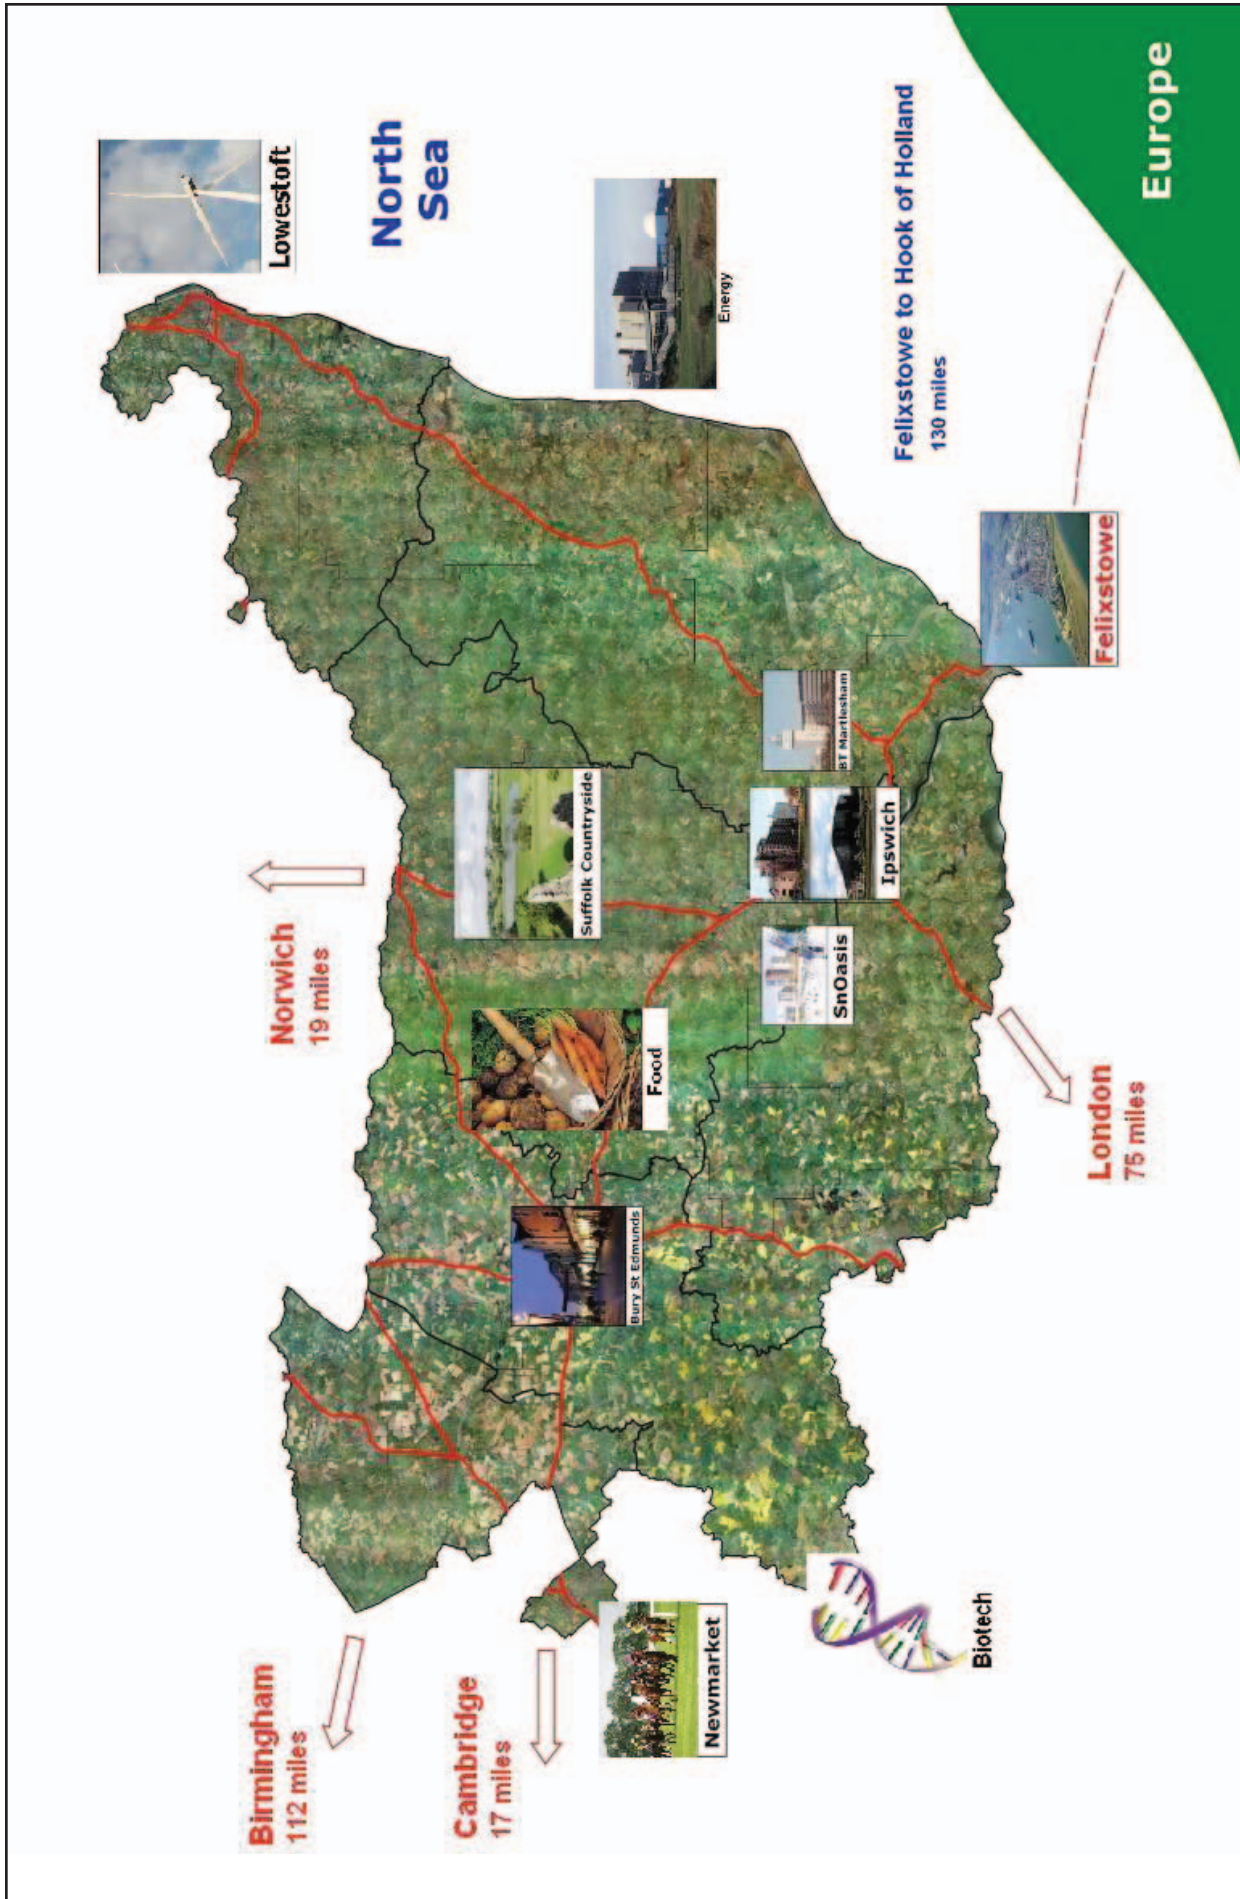 Birmingham
112 miles
Cambridge
17 miles
Norwich
19 miles
Lowestoft
North
Sea
Newmarket
Bury St Edmunds
Food
Suffolk Countryside
Energy
Biotech
SnOasis
Ipswich
BT Martlesham
Felixstowe to Hook of Holland
130 miles
London
75 miles
Felixstowe
Europe